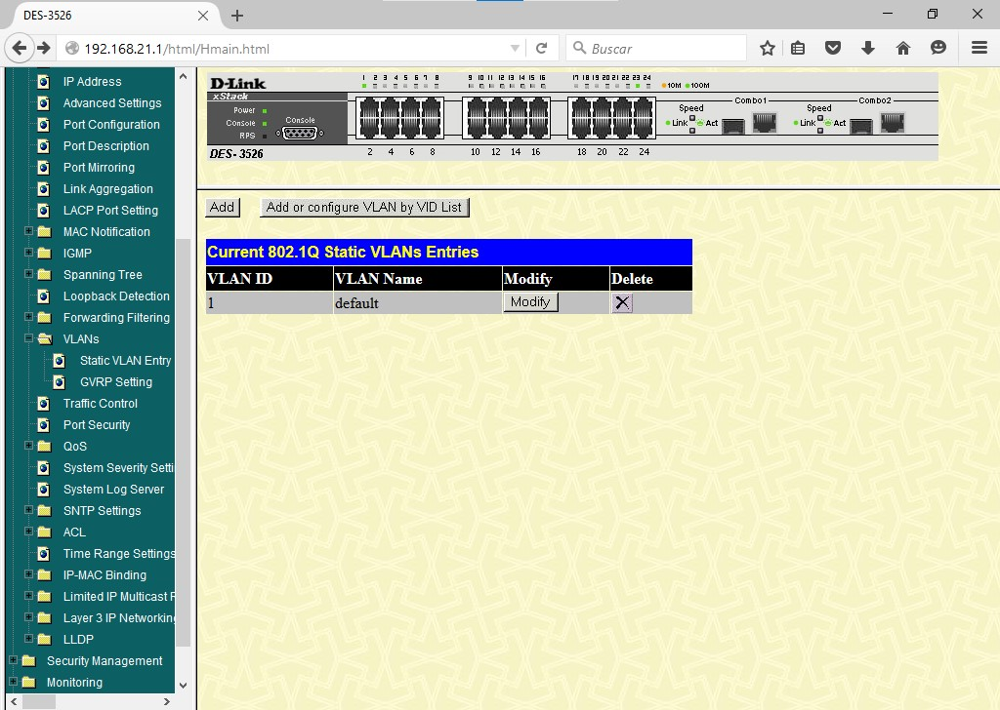 DES-3526
192.168.21.1/html/Hmain.html
Buscar
IP Address
Advanced Settings
Port Configuration
Port Description
Port Mirroring
Link Aggregation
LACP Port Setting
MAC Notification
IGMP
Spanning Tree
Loopback Detection
Forwarding Filtering
VLANs
Static VLAN Entry
GVRP Setting
Traffic Control
Port Security
QoS
System Severity Setti
System Log Server
SNTP Settings
ACL
Time Range Settings
IP-MAC Binding
Limited IP Multicast R
Layer 3 IP Networking
LLDP
Security Management
Monitoring
D-Link
xStack
Power
Console
RPS
Console
DES-3526
1 2 3 4 5 6 7 8 9 10 11 12 13 14 15 16 17 18 19 20 21 22 23 24
10M 100M
Combo1 Combo2
Speed Speed
Link Act Link Act
2 4 6 8 10 12 14 16 18 20 22 24
Add Add or configure VLAN by VID List
Current 802.1Q Static VLANs Entries
VLAN ID VLAN Name Modify Delete
1 default Modify X